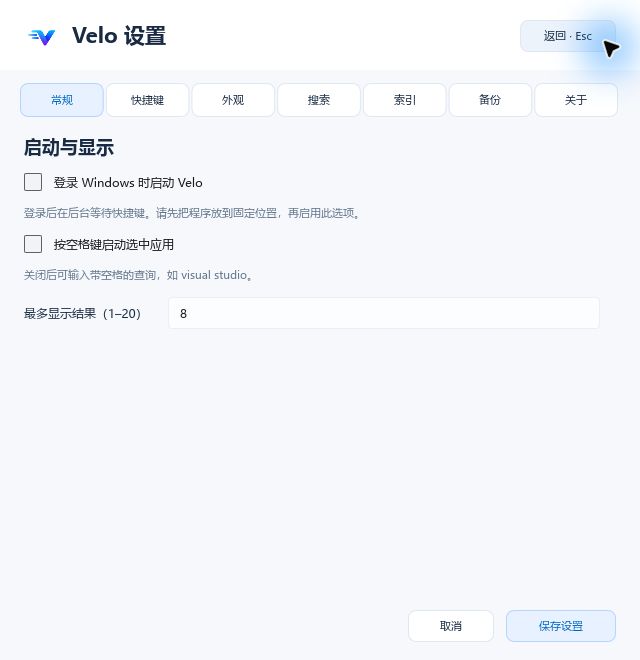 Velo 设置
返回 · Esc
常规
快捷键
外观
搜索
索引
备份
关于
启动与显示
登录 Windows 时启动 Velo
登录后在后台等待快捷键。请先把程序放到固定位置，再启用此选项。
按空格键启动选中应用
关闭后可输入带空格的查询，如 visual studio。
最多显示结果（1–20）
8
取消
保存设置